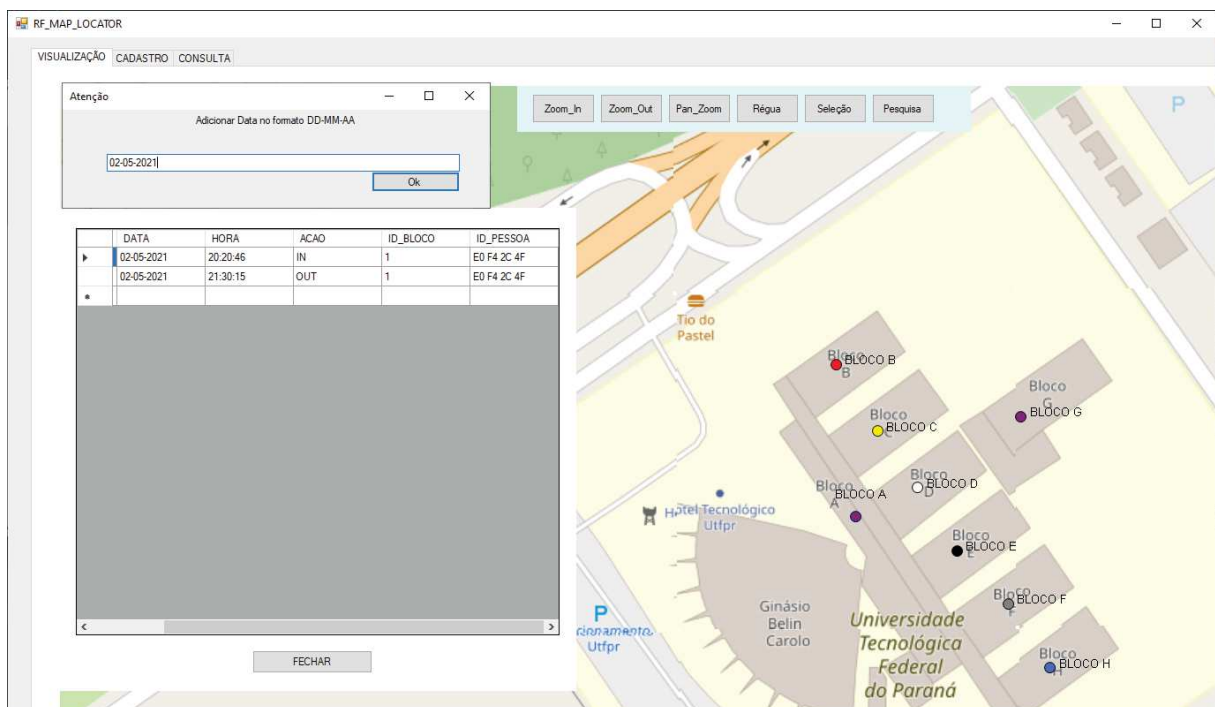 RF_MAP_LOCATOR
VISUALIZAÇÃO CADASTRO CONSULTA
Atenção
Adicionar Data no formato DD-MM-AA
02-05-2021
Ok
Zoom_In Zoom_Out Pan_Zoom Régua Seleção Pesquisa
P
DATA HORA ACAO ID_BLOCO ID_PESSOA
02-05-2021 20:20:46 IN 1 E0 F4 2C 4F
02-05-2021 21:30:15 OUT 1 E0 F4 2C 4F
FECHAR
Tio do
Pastel
Bloco
B
BLOCO B
Bloco
G
BLOCO G
Bloco
C
BLOCO C
Bloco
D
BLOCO D
Bloco
A
BLOCO A
Hotel Tecnológico
Utfpr
Bloco
E
BLOCO E
Bloco
F
BLOCO F
Bloco
H
BLOCO H
Ginásio
Belin
Carolo
P
Utfpr
Universidade
Tecnológica
Federal
do Paraná